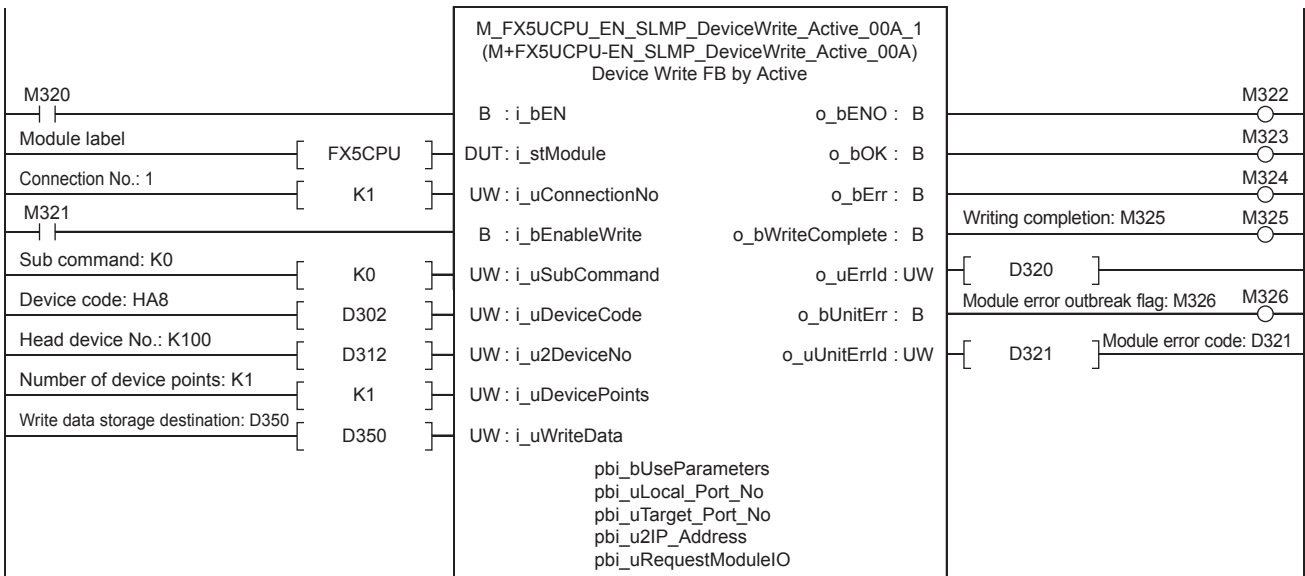 M_FX5UCPU_EN_SLMP_DeviceWrite_Active_00A_1
(M+FX5UCPU-EN_SLMP_DeviceWrite_Active_00A)
Device Write FB by Active
M320
B : i_bEN
o_bENO : B
M322
Module label
FX5CPU
DUT : i_stModule
o_bOK : B
M323
Connection No.: 1
K1
UW : i_uConnectionNo
o_bErr : B
M324
M321
B : i_bEnableWrite
o_bWriteComplete : B
Writing completion: M325
M325
Sub command: K0
K0
UW : i_uSubCommand
o_uErrId : UW
D320
Device code: HA8
D302
UW : i_uDeviceCode
o_bUnitErr : B
Module error outbreak flag: M326
M326
Head device No.: K100
D312
UW : i_u2DeviceNo
o_uUnitErrId : UW
D321
Module error code: D321
Number of device points: K1
K1
UW : i_uDevicePoints
Write data storage destination: D350
D350
UW : i_uWriteData
pbi_bUseParameters
pbi_uLocal_Port_No
pbi_uTarget_Port_No
pbi_u2IP_Address
pbi_uRequestModuleIO